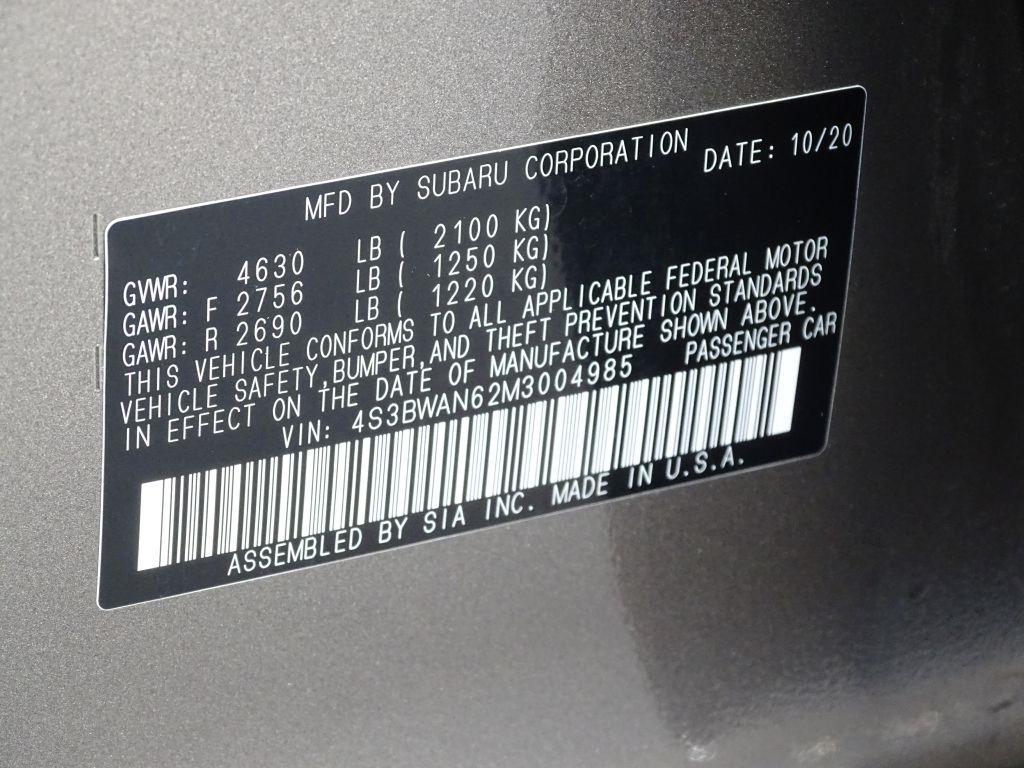 MFD BY SUBARU CORPORATION DATE: 10/20
GVWR: 4630 LB ( 2100 KG)
GAWR: F 2756 LB ( 1250 KG)
GAWR: R 2690 LB ( 1220 KG)
THIS VEHICLE CONFORMS TO ALL APPLICABLE FEDERAL MOTOR
VEHICLE SAFETY,BUMPER,AND THEFT PREVENTION STANDARDS
IN EFFECT ON THE DATE OF MANUFACTURE SHOWN ABOVE.
VIN: 4S3BWAN62M3004985 PASSENGER CAR
ASSEMBLED BY SIA INC. MADE IN U.S.A.